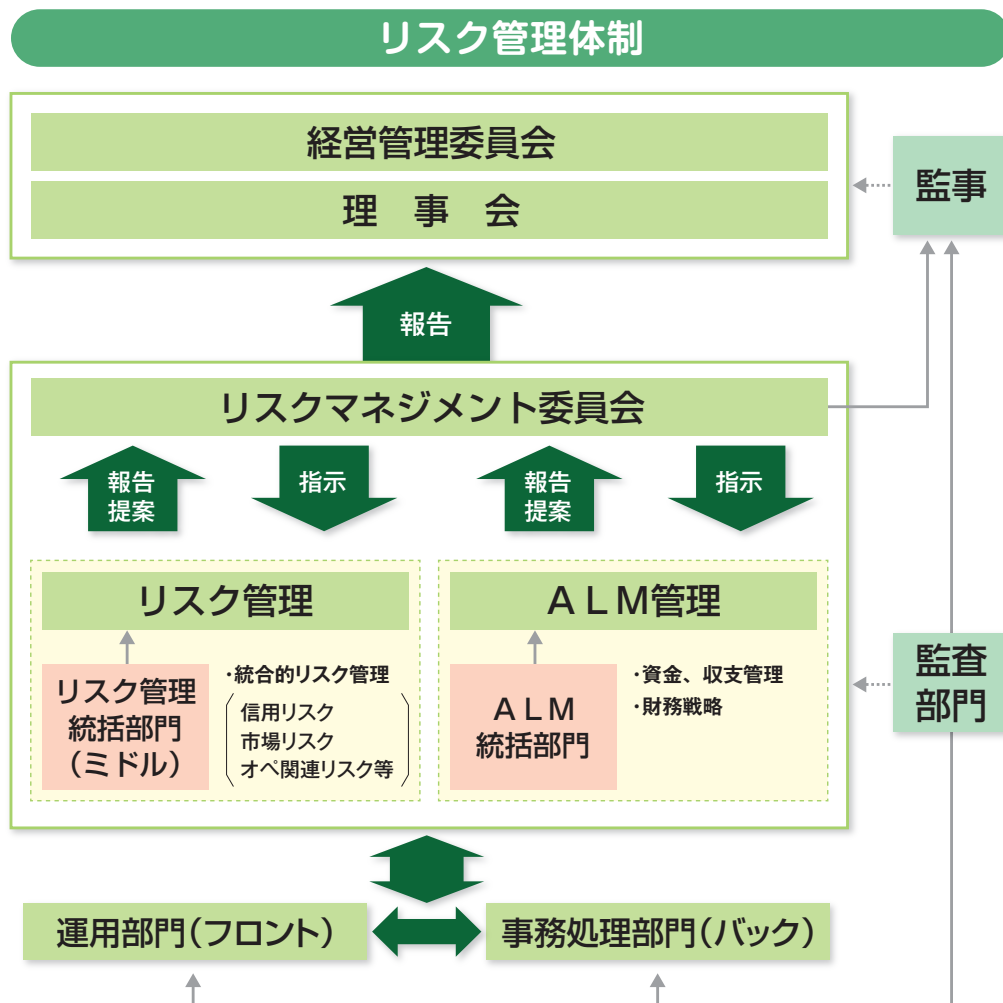 リスク管理体制
経営管理委員会
理 事 会
監事
報告
リスクマネジメント委員会
報告
提案
指示
報告
提案
指示
リスク管理
リスク管理
統括部門
(ミドル)
・統合的リスク管理
信用リスク
市場リスク
オペ関連リスク等
ALM管理
ALM
統括部門
・資金、収支管理
・財務戦略
監査
部門
運用部門(フロント)
事務処理部門(バック)